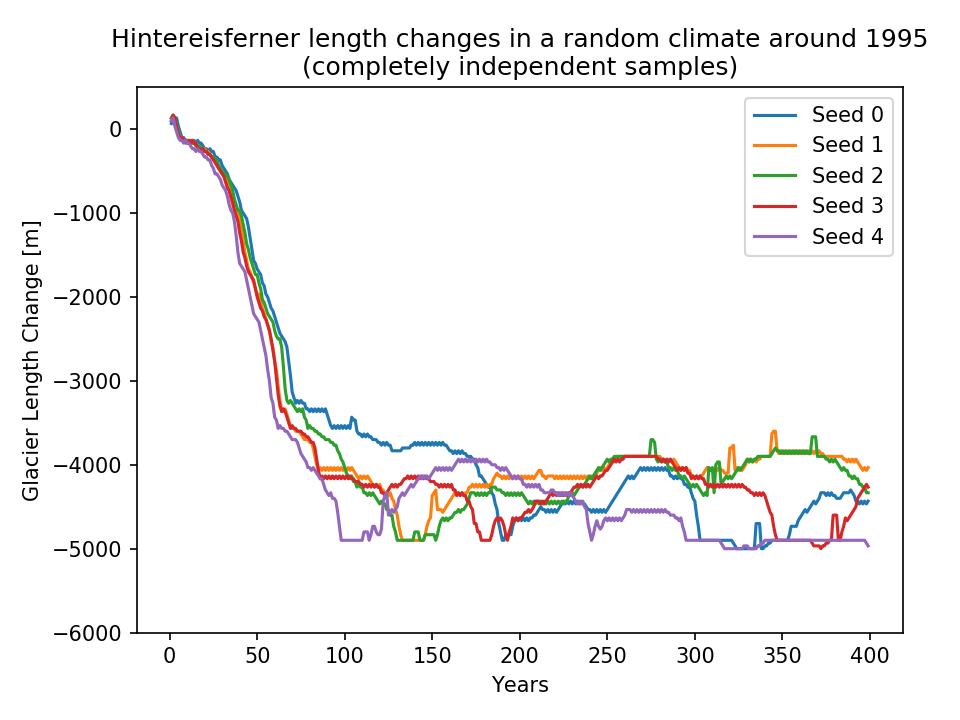 Hintereisferner length changes in a random climate around 1995
(completely independent samples)
Glacier Length Change [m]
0
−1000
−2000
−3000
−4000
−5000
−6000
Seed 0
Seed 1
Seed 2
Seed 3
Seed 4
0 50 100 150 200 250 300 350 400
Years